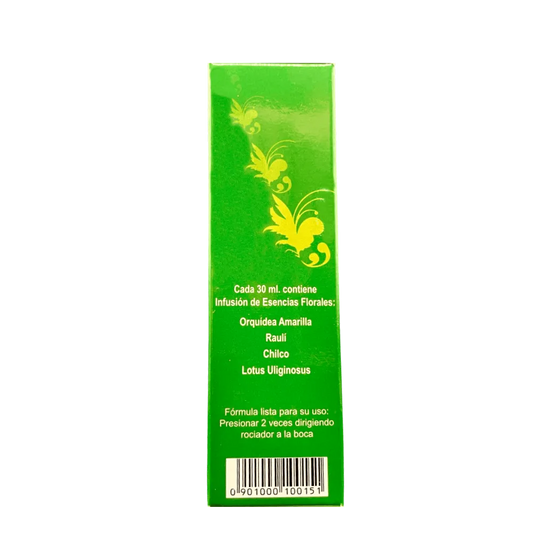 Cada 30 ml. contiene
Infusión de Esencias Florales:
Orquidea Amarilla
Raulí
Chilco
Lotus Uliginosus
Fórmula lista para su uso:
Presionar 2 veces dirigiendo
rociador a la boca
0 901000 100151